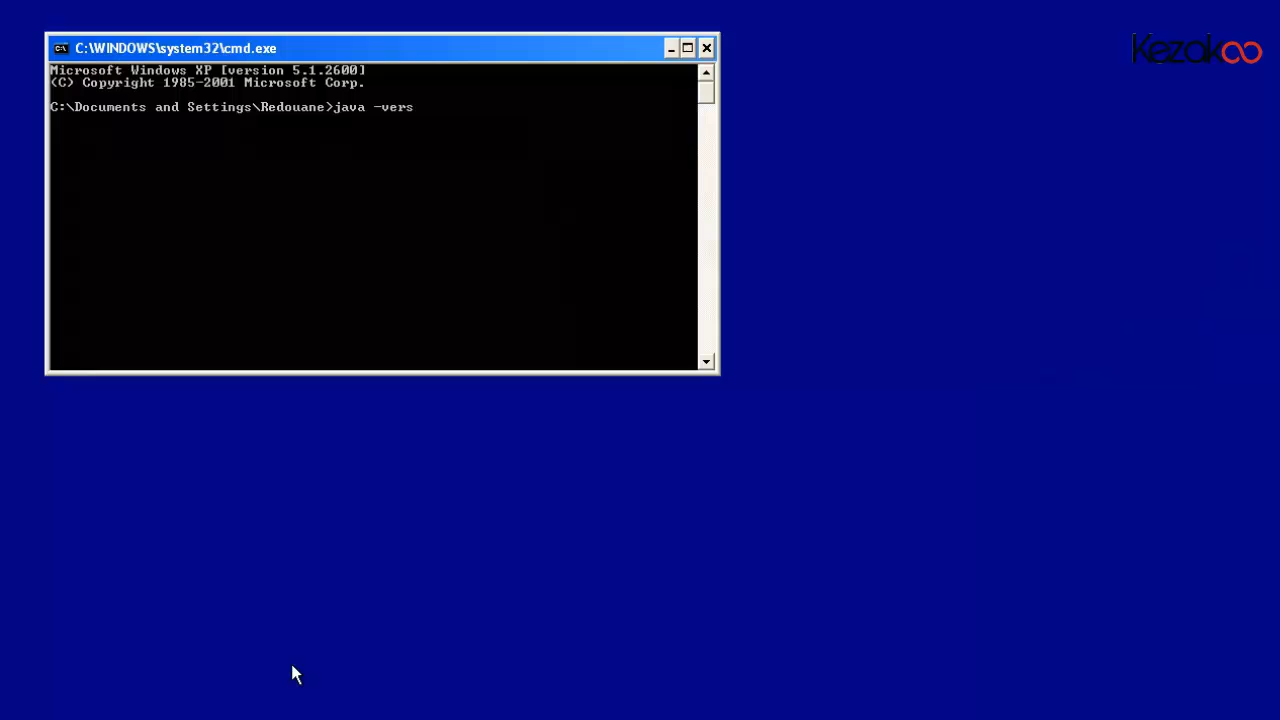 C:\WINDOWS\system32\cmd.exe
Kezakoo
Microsoft Windows XP [version 5.1.2600]
(C) Copyright 1985-2001 Microsoft Corp.
C:\Documents and Settings\Redouane>java -vers